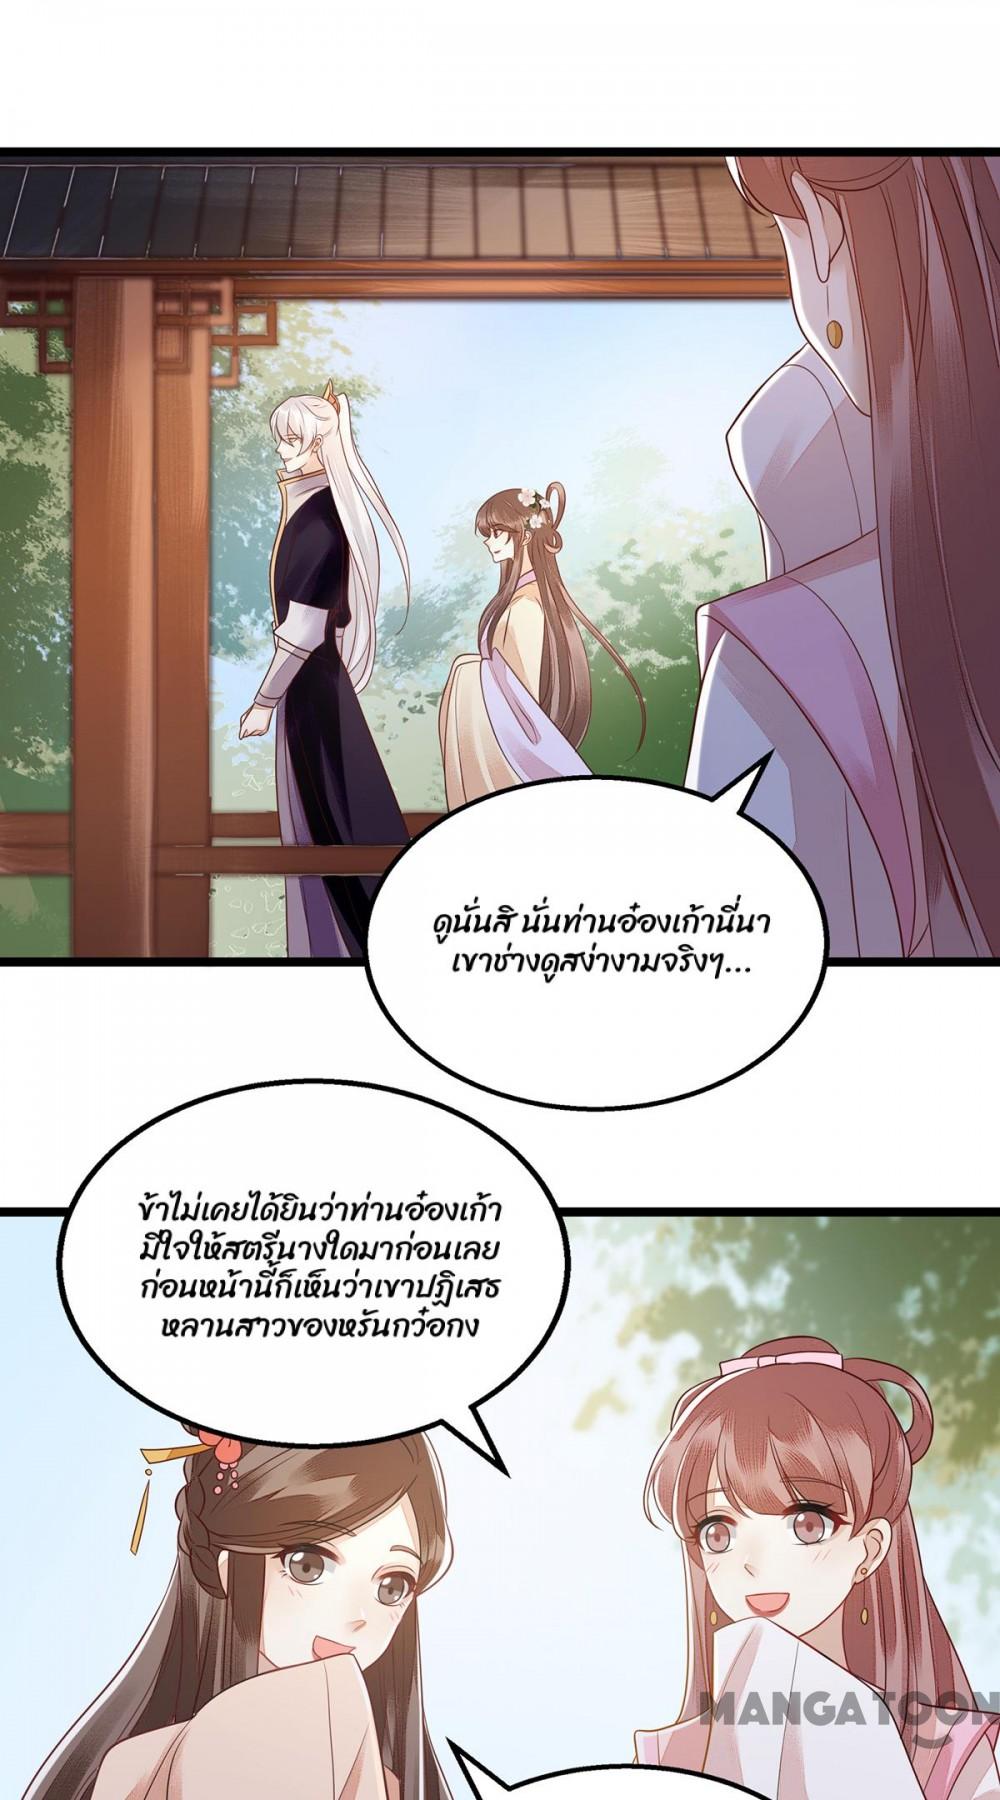 ดูนั่นสิ นั่นท่านอ๋องเก้านี่นา
เขาช่างดูสง่างามจริงๆ...
ข้าไม่เคยได้ยินว่าท่านอ๋องเก้า
มีใจให้สตรีนางใดมาก่อนเลย
ก่อนหน้านี้ก็เห็นว่าเขาปฏิเสธ
หลานสาวของหรันกว๋อกง
MANGATOON